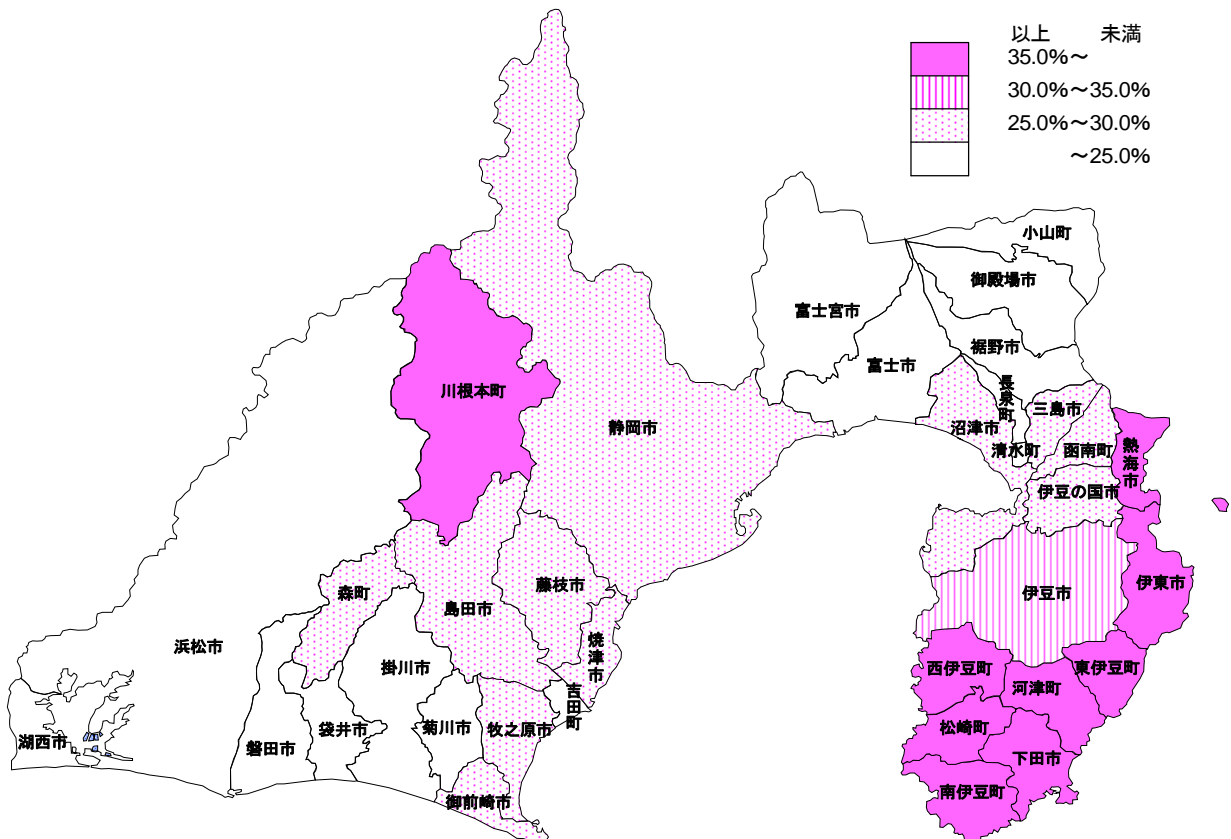 以上 未満
35.0%～
30.0%～35.0%
25.0%～30.0%
～25.0%
小山町
御殿場市
富士宮市
裾野市
富士市
長泉町
川根本町
三島市
静岡市
沼津市
清水町
函南町
熱海市
伊豆の国市
藤枝市
伊東市
森町
伊豆市
島田市
浜松市
焼津市
掛川市
西伊豆町
東伊豆町
河津町
吉田町
湖西市
袋井市
菊川市
牧之原市
松崎町
磐田市
下田市
御前崎市
南伊豆町